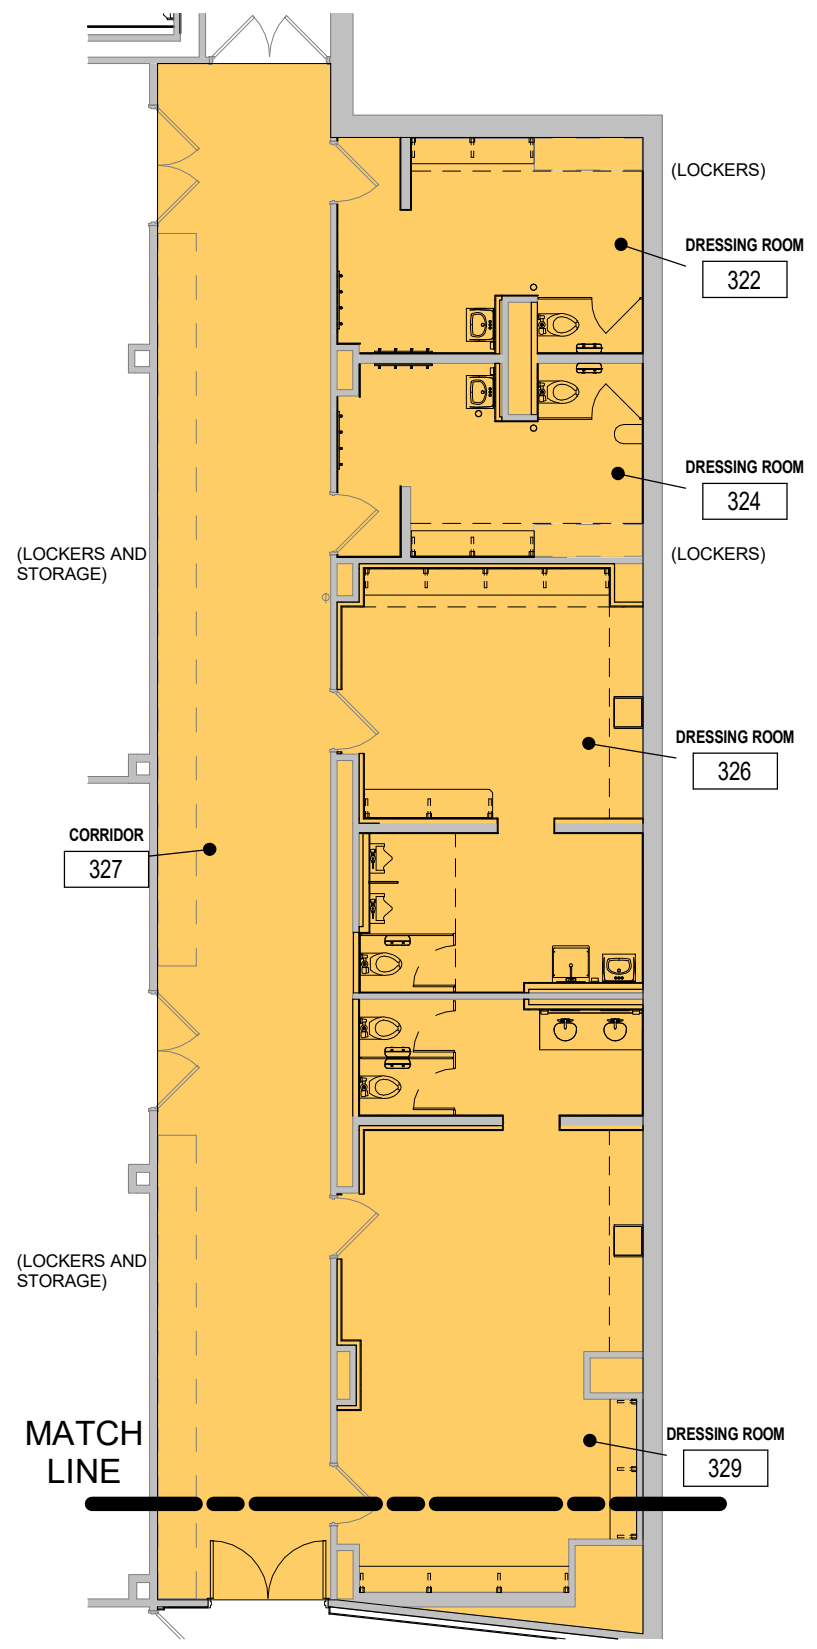 (LOCKERS)
DRESSING ROOM
322
DRESSING ROOM
324
(LOCKERS AND
STORAGE)
(LOCKERS)
DRESSING ROOM
326
CORRIDOR
327
(LOCKERS AND
STORAGE)
MATCH
LINE
DRESSING ROOM
329